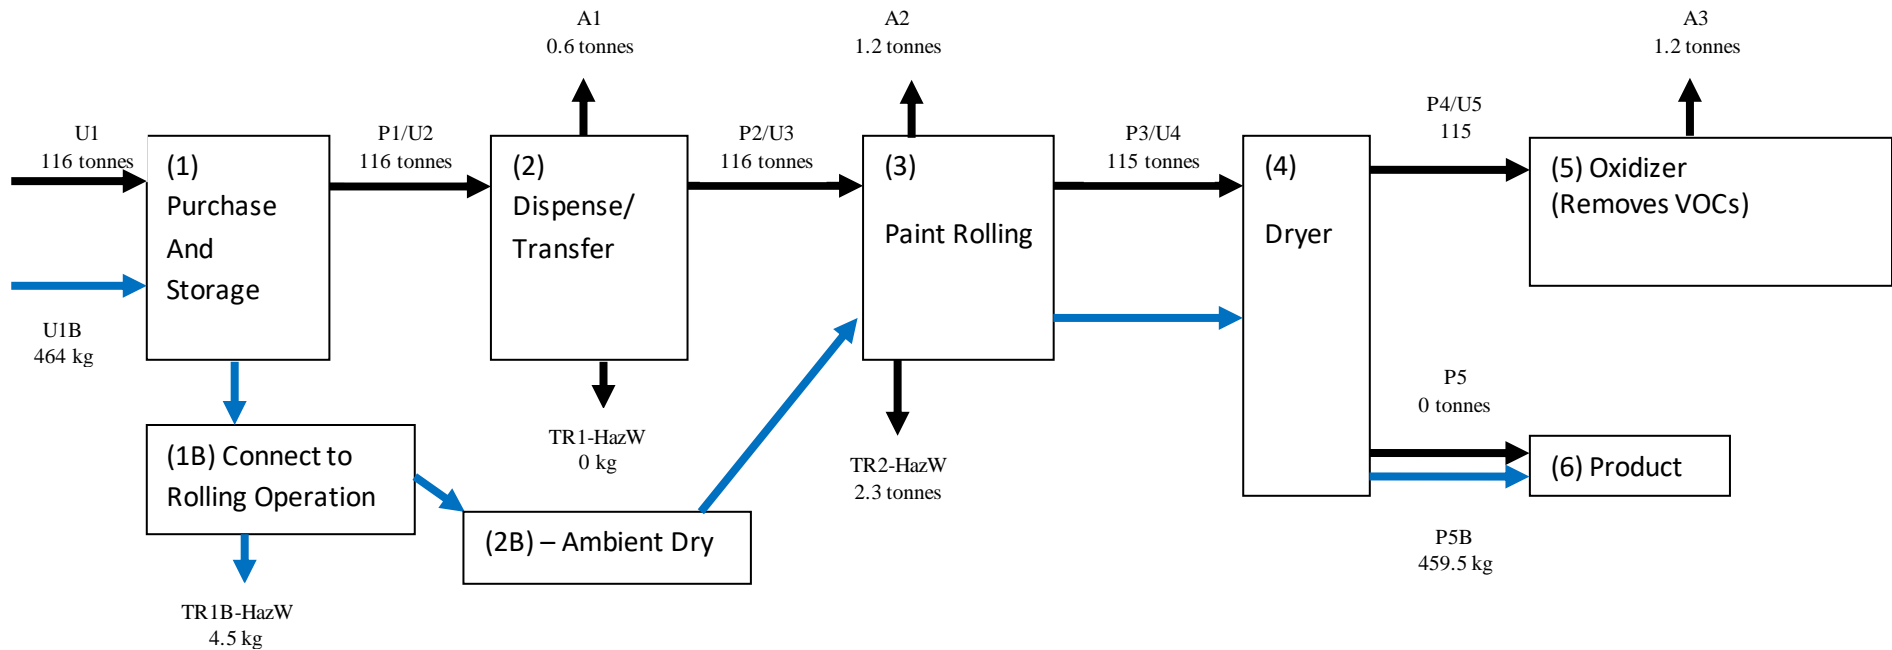 A1
0.6 tonnes
A2
1.2 tonnes
A3
1.2 tonnes
U1
116 tonnes
P1/U2
116 tonnes
P2/U3
116 tonnes
P3/U4
115 tonnes
P4/U5
115
(1)
Purchase
And
Storage
(2)
Dispense/
Transfer
(3)
Paint Rolling
(4)
Dryer
(5) Oxidizer
(Removes VOCs)
U1B
464 kg
TR1-HazW
0 kg
TR2-HazW
2.3 tonnes
P5
0 tonnes
(1B) Connect to
Rolling Operation
(2B) – Ambient Dry
(6) Product
P5B
459.5 kg
TR1B-HazW
4.5 kg